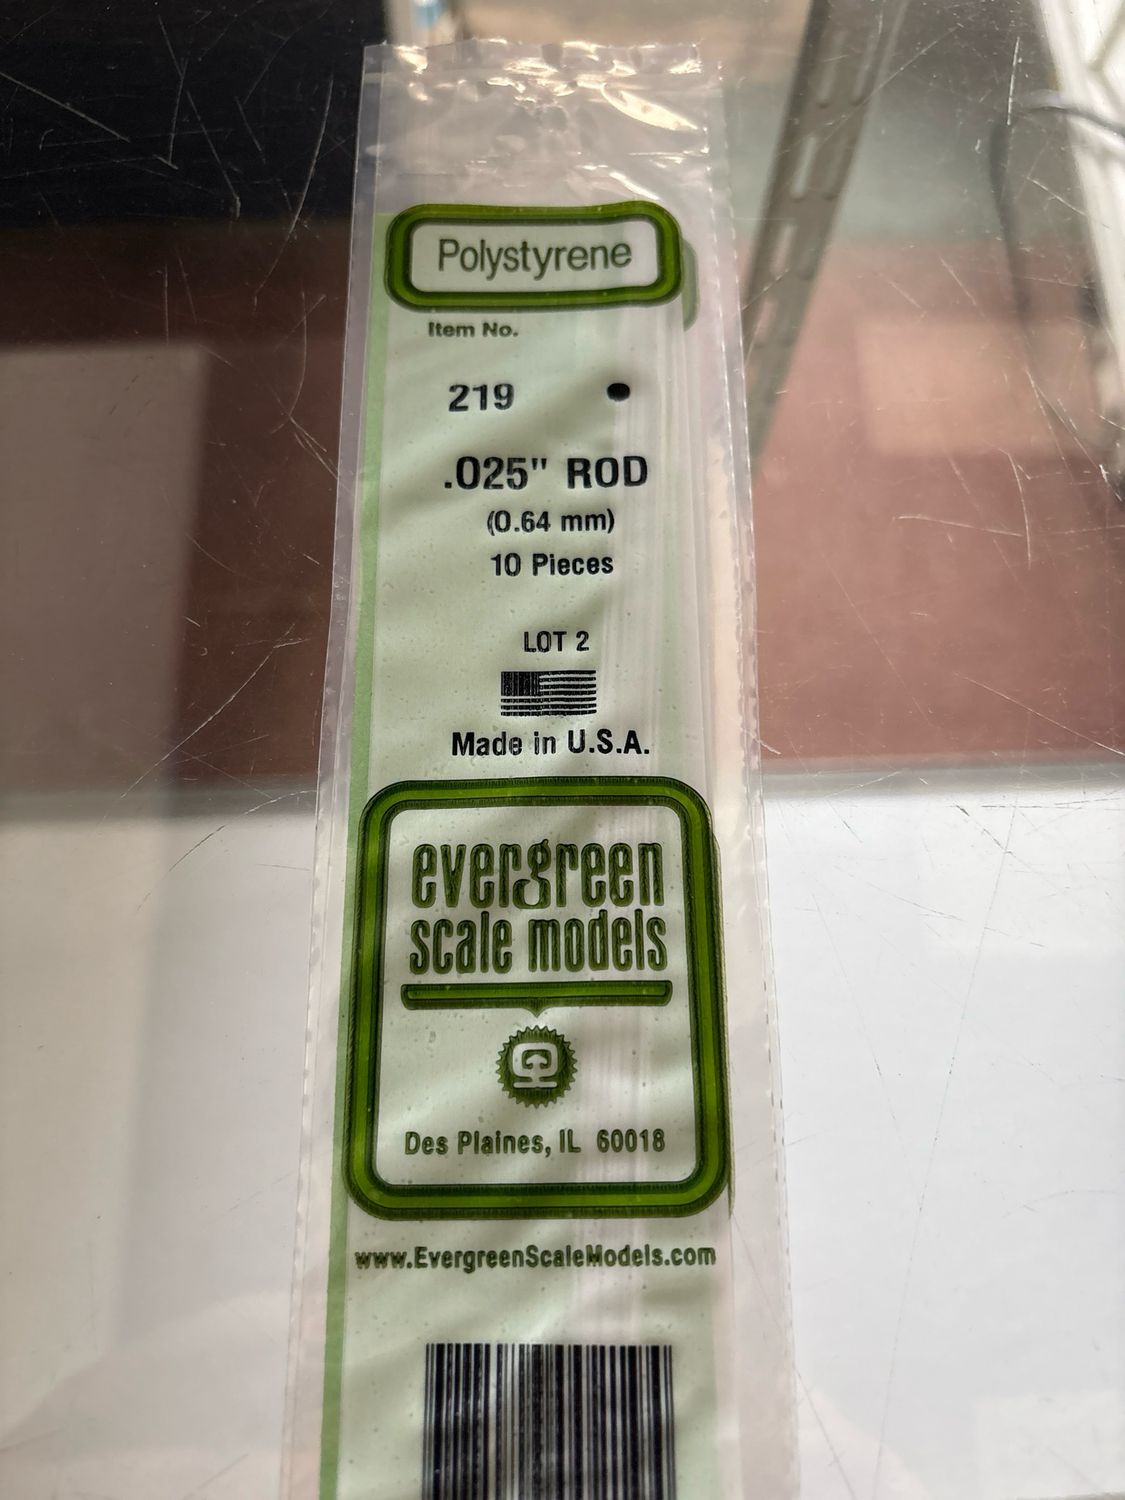 Polystyrene
Item No.
219
.025" ROD
(0.64 mm)
10 Pieces
LOT 2
Made in U.S.A.
evergreen
scale models
Des Plaines, IL 60018
www.EvergreenScaleModels.com